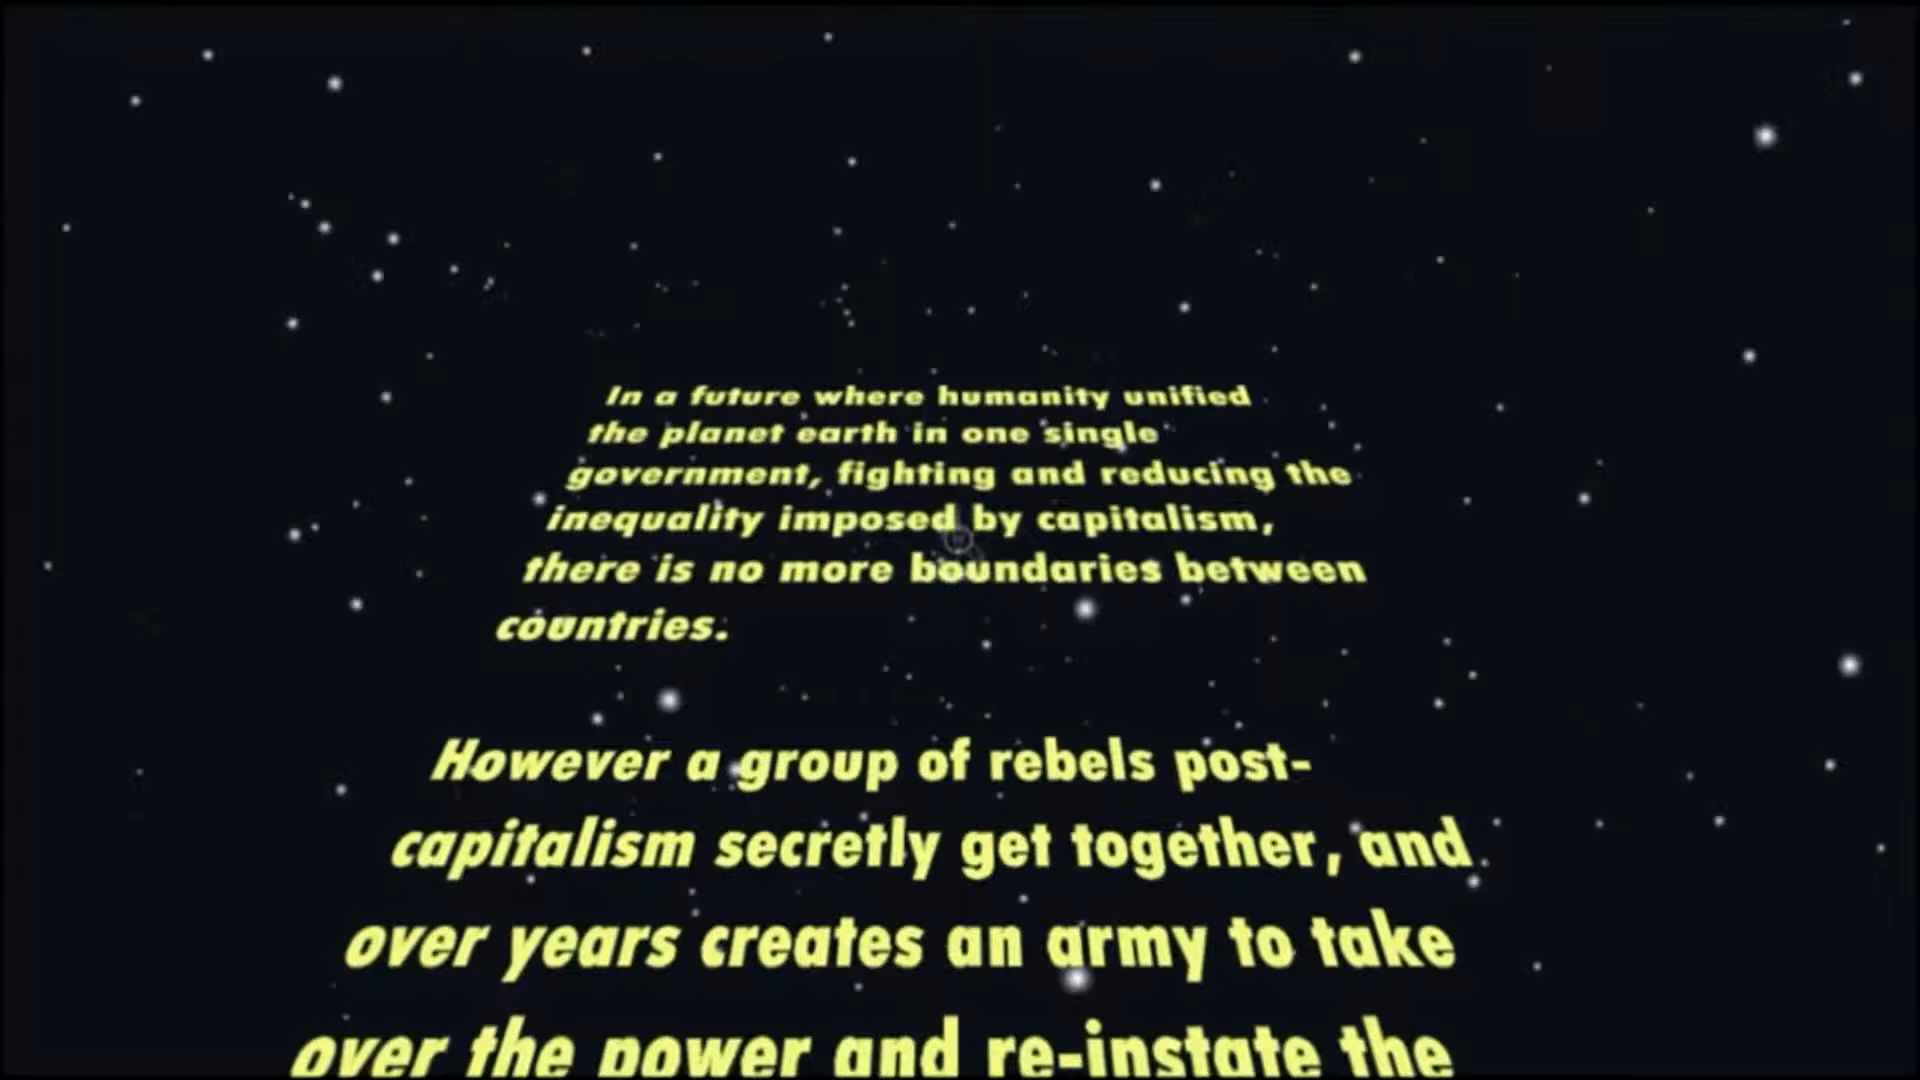 In a future where humanity unified
the planet earth in one single
government, fighting and reducing the
inequality imposed by capitalism,
there is no more boundaries between
countries.
However a group of rebels post-
capitalism secretly get together, and
over years creates an army to take
over the power and re-instate the